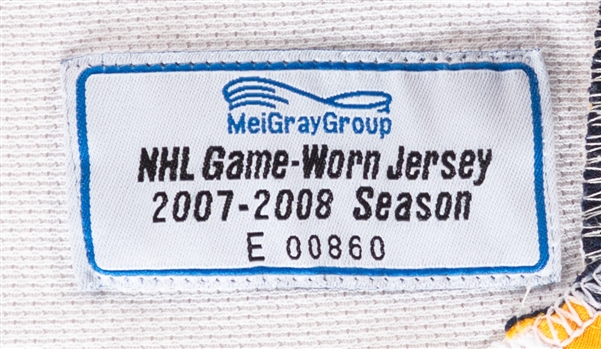 MeiGrayGroup
NHL Game-Worn Jersey
2007-2008 Season
E 00860